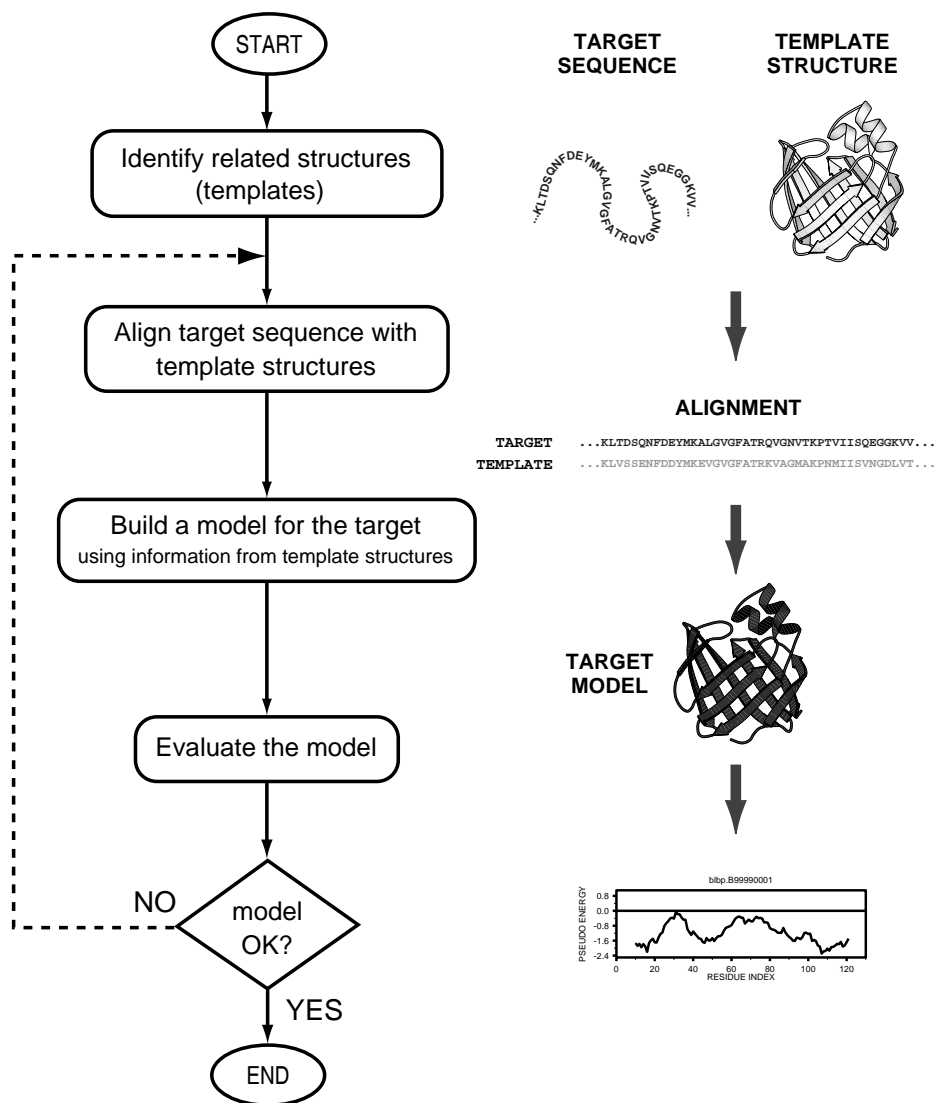 START
Identify related structures
(templates)
Align target sequence with
template structures
Build a model for the target
using information from template structures
Evaluate the model
NO
model
OK?
YES
END
TARGET
SEQUENCE
TEMPLATE
STRUCTURE
...KLTDSQNFDEYMKALGVGFATRQVGNVTKPTVIISQEGGKVV...
ALIGNMENT
TARGET ...KLTDSQNFDEYMKALGVGFATRQVGNVTKPTVIISQEGGKVV...
TEMPLATE ...KLVSSENFDDYMKEVGVGFATRKVAGMAKPNMIISVNGDLVT...
TARGET
MODEL
blbp.B99990001
PSEUDO ENERGY
0.8
0.0
-0.8
-1.6
-2.4
0 20 40 60 80 100 120
RESIDUE INDEX